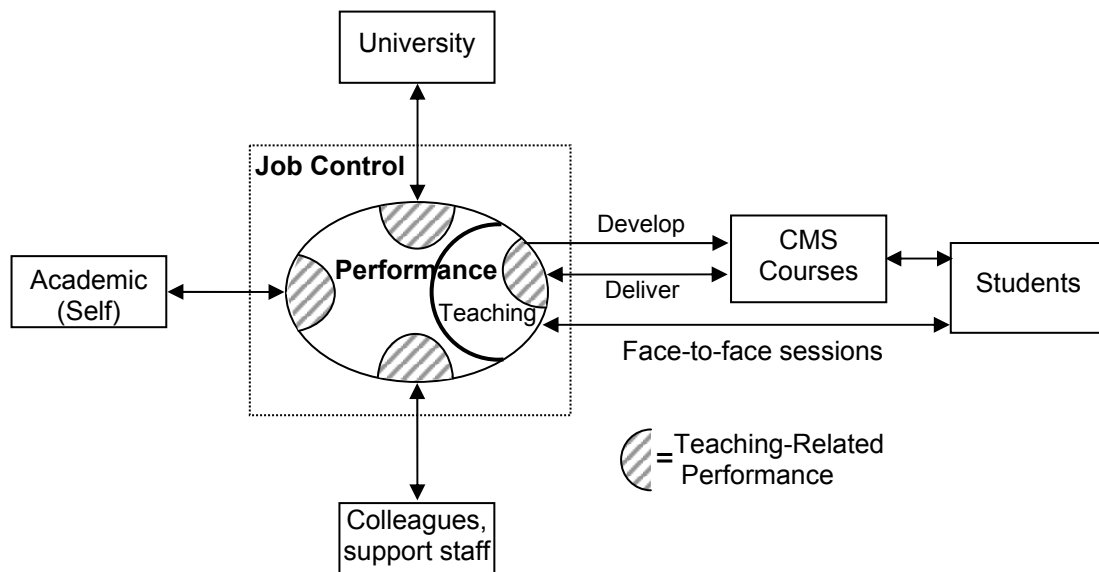 University
Job Control
Performance
Teaching
Develop
Deliver
Face-to-face sessions
CMS
Courses
Students
Academic
(Self)
Colleagues,
support staff
= Teaching-Related
Performance